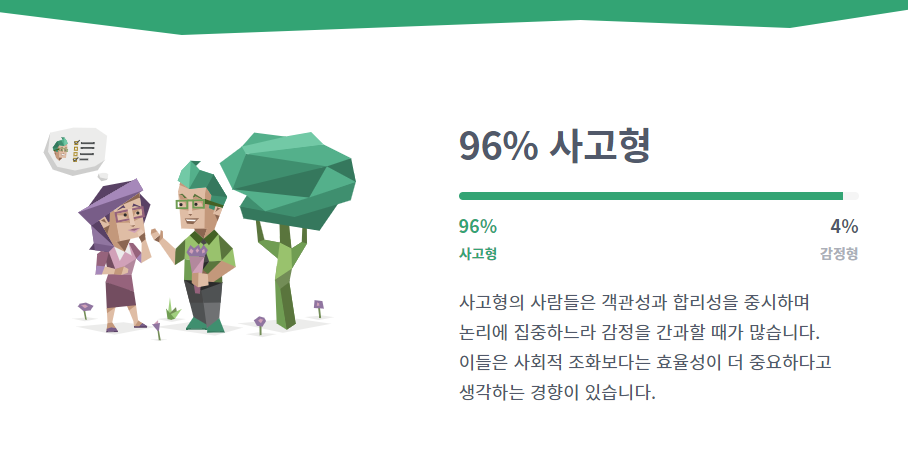 96% 사고형
96% 4%
사고형 감정형
사고형의 사람들은 객관성과 합리성을 중시하며
논리에 집중하느라 감정을 간과할 때가 많습니다.
이들은 사회적 조화보다는 효율성이 더 중요하다고
생각하는 경향이 있습니다.